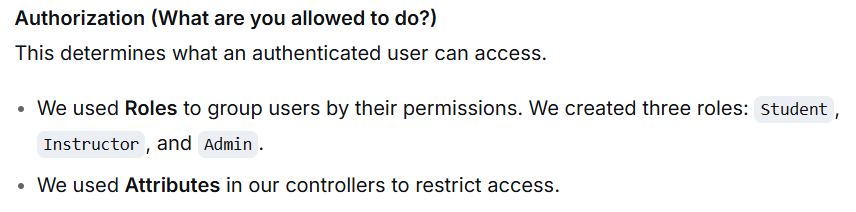 Authorization (What are you allowed to do?)
This determines what an authenticated user can access.
• We used Roles to group users by their permissions. We created three roles: Student,
Instructor, and Admin.
• We used Attributes in our controllers to restrict access.